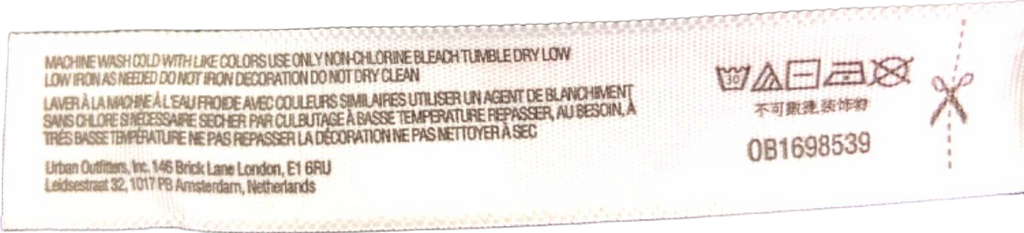 MACHINE WASH COLD WITH LIKE COLORS USE ONLY NON-CHLORINE BLEACH TUMBLE DRY LOW
LOW IRON AS NEEDED DO NOT IRON DECORATION DO NOT DRY CLEAN
LAVER À LA MACHINE À L'EAU FROIDE AVEC COULEURS SIMILAIRES UTILISER UN AGENT DE BLANCHIMENT
SANS CHLORE SI NÉCESSAIRE SECHER PAR CULBUTAGE À BASSE TEMPERATURE REPASSER, AU BESOIN, À
TRÉS BASSE TEMPÉRATURE NE PAS REPASSER LA DÉCORATION NE PAS NETTOYER À SEC
Urban Outfitters, Inc. 146 Brick Lane London, E1 6RU
Leidsestraat 32, 1017 PB Amsterdam, Netherlands
30
不可熨烫装饰物
OB1698539